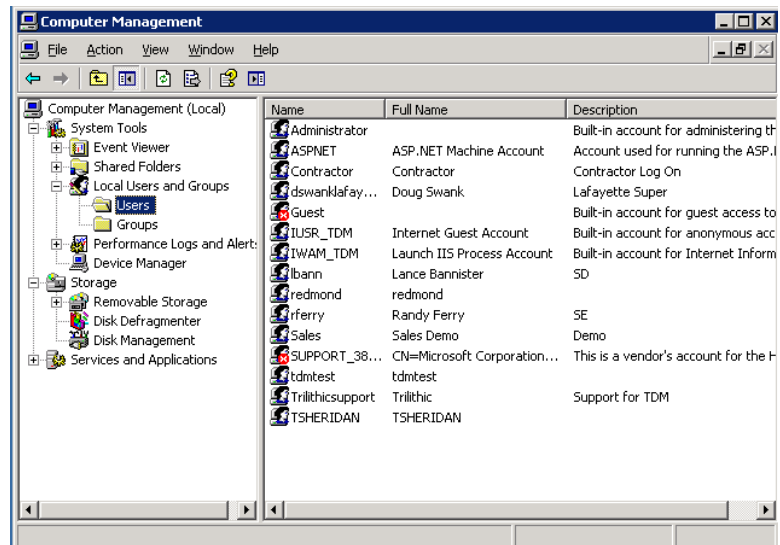 Computer Management
File Action View Window Help
Computer Management (Local)
System Tools
Event Viewer
Shared Folders
Local Users and Groups
Users
Groups
Performance Logs and Alert:
Device Manager
Storage
Removable Storage
Disk Defragmenter
Disk Management
Services and Applications
Name Full Name Description
Administrator Built-in account for administering th
ASPNET ASP.NET Machine Account Account used for running the ASP.I
Contractor Contractor Contractor Log On
dswanklafay... Doug Swank Lafayette Super
Guest Built-in account for guest access to
IUSR_TDM Internet Guest Account Built-in account for anonymous acc
IWAM_TDM Launch IIS Process Account Built-in account for Internet Inform
lbann Lance Bannister SD
redmond redmond
rferry Randy Ferry SE
Sales Sales Demo Demo
SUPPORT_38... CN=Microsoft Corporation... This is a vendor's account for the H
tdmtest tdmtest
Trilithicsupport Trilithic Support for TDM
TSHERIDAN TSHERIDAN